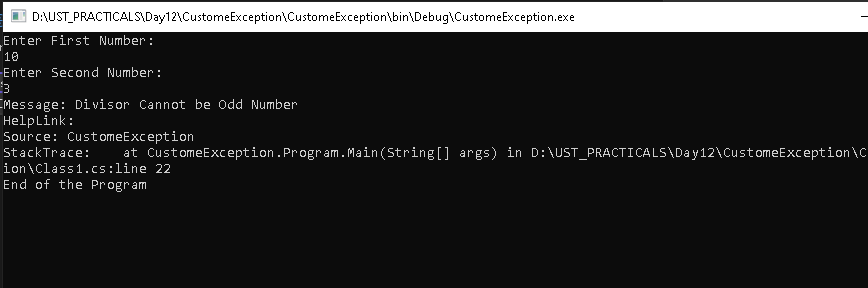 D:\UST_PRACTICALS\Day12\CustomeException\CustomeException\bin\Debug\CustomeException.exe
Enter First Number:
10
Enter Second Number:
3
Message: Divisor Cannot be Odd Number
HelpLink:
Source: CustomeException
StackTrace:    at CustomeException.Program.Main(String[] args) in D:\UST_PRACTICALS\Day12\CustomeException\C
ion\Class1.cs:line 22
End of the Program